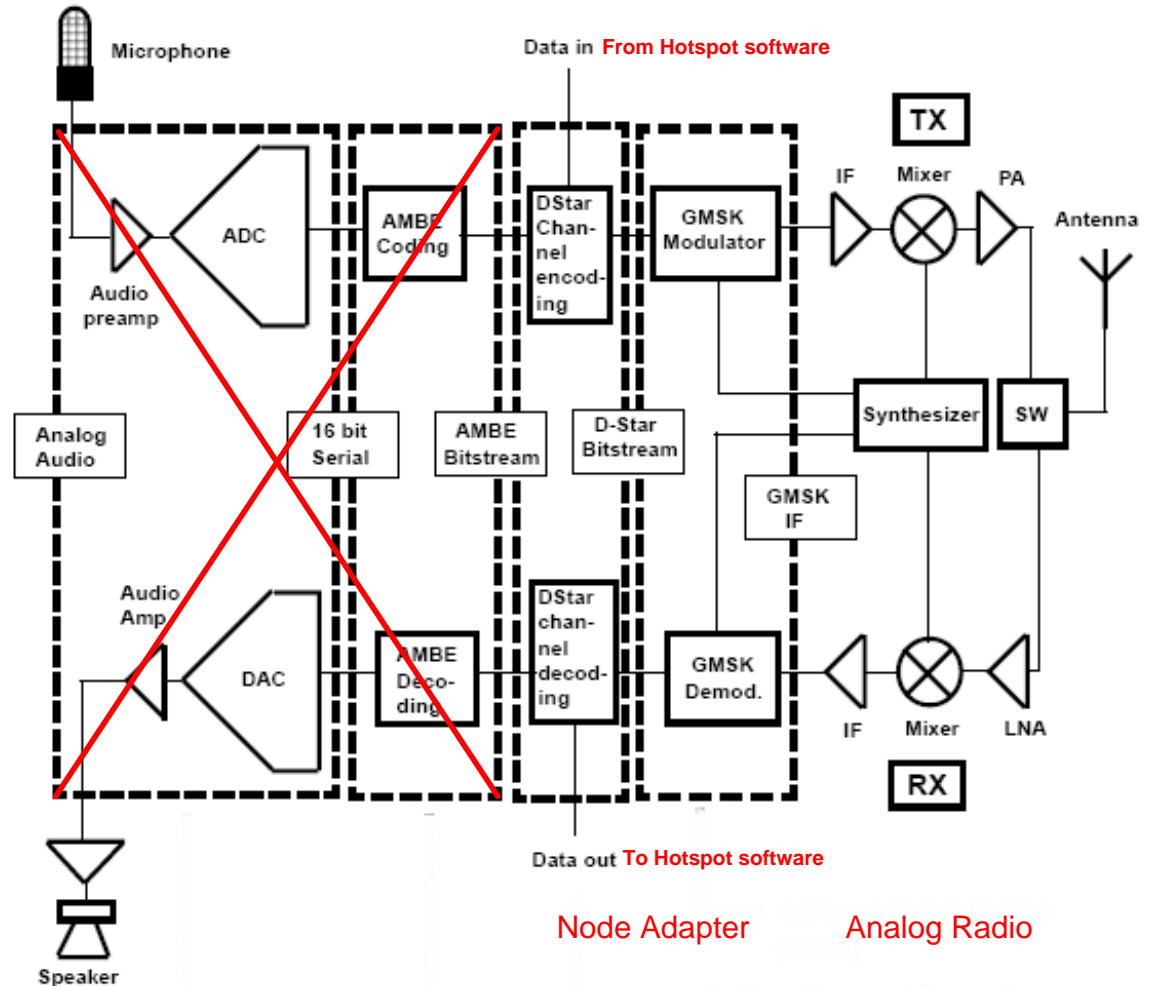 Microphone
Data in From Hotspot software
TX
IF
Mixer
PA
Antenna
ADC
Audio
preamp
AMBE
Coding
DStar
Chan-
nel
encod-
ing
GMSK
Modulator
Analog
Audio
16 bit
Serial
AMBE
Bitstream
D-Star
Bitstream
GMSK
IF
Synthesizer
SW
Audio
Amp
DAC
AMBE
Deco-
ding
DStar
chan-
nel
decod-
ing
GMSK
Demod.
IF
Mixer
LNA
RX
Data out To Hotspot software
Node Adapter
Analog Radio
Speaker